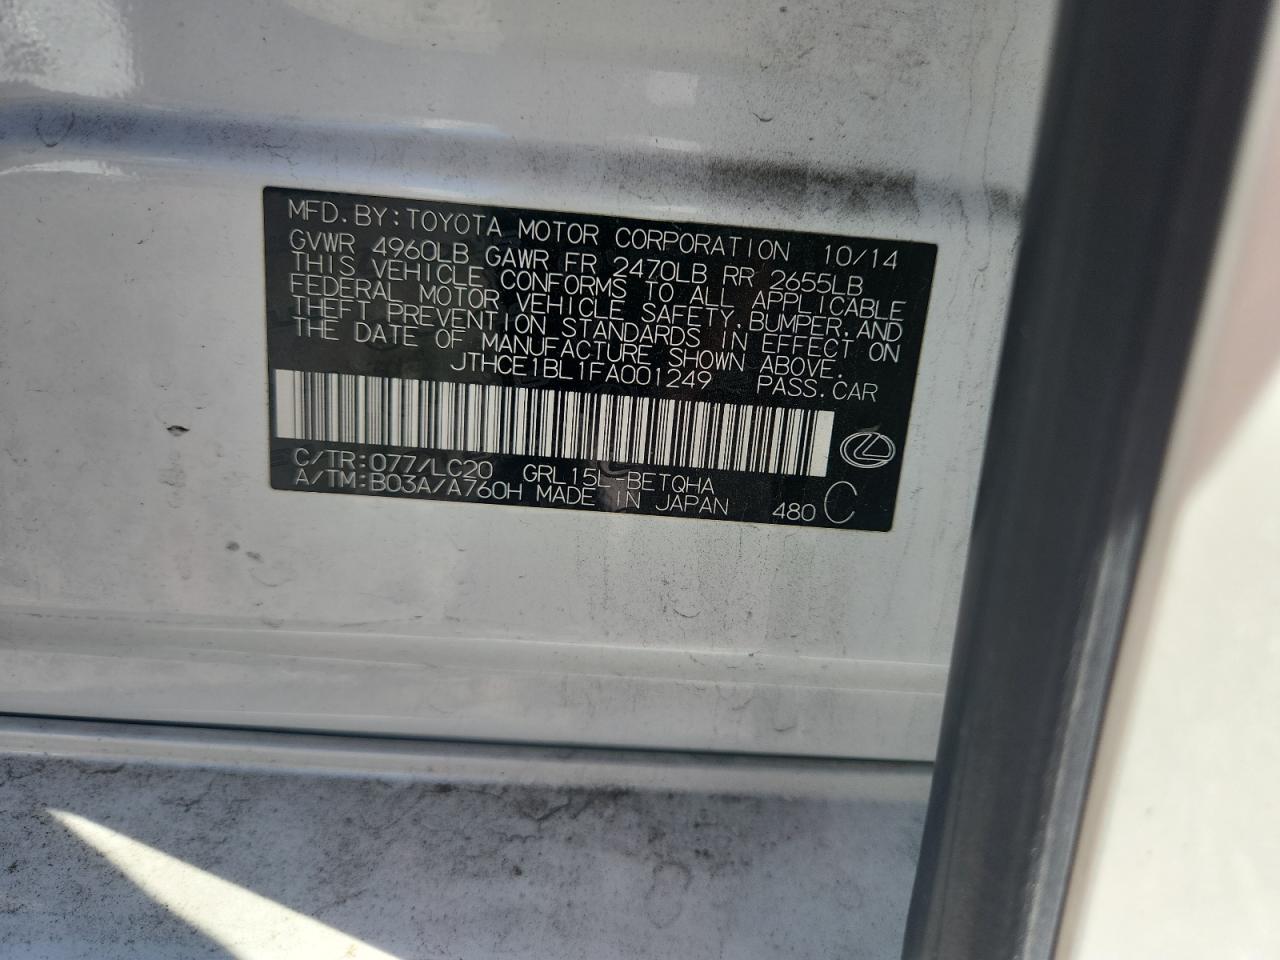 MFD.BY:TOYOTA MOTOR CORPORATION 10/14
GVWR 4960LB GAWR FR 2470LB RR 2655LB
THIS VEHICLE CONFORMS TO ALL APPLICABLE
FEDERAL MOTOR VEHICLE SAFETY,BUMPER,AND
THEFT PREVENTION STANDARDS IN EFFECT ON
THE DATE OF MANUFACTURE SHOWN ABOVE.
JTHCE1BL1FA001249 PASS.CAR
C/TR:077/LC20 GRL15L-BETQHA
A/TM:B03A/A760H MADE IN JAPAN 480 C